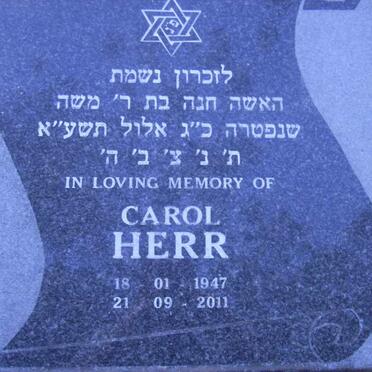 לזכרון נשמת
האשה חנה בת ר׳ משה
שנפטרה כ״ג אלול תשע״א
ת׳ נ׳ צ׳ ב׳ ה׳
IN LOVING MEMORY OF
CAROL
HERR
18 - 01 - 1947
21 - 09 - 2011